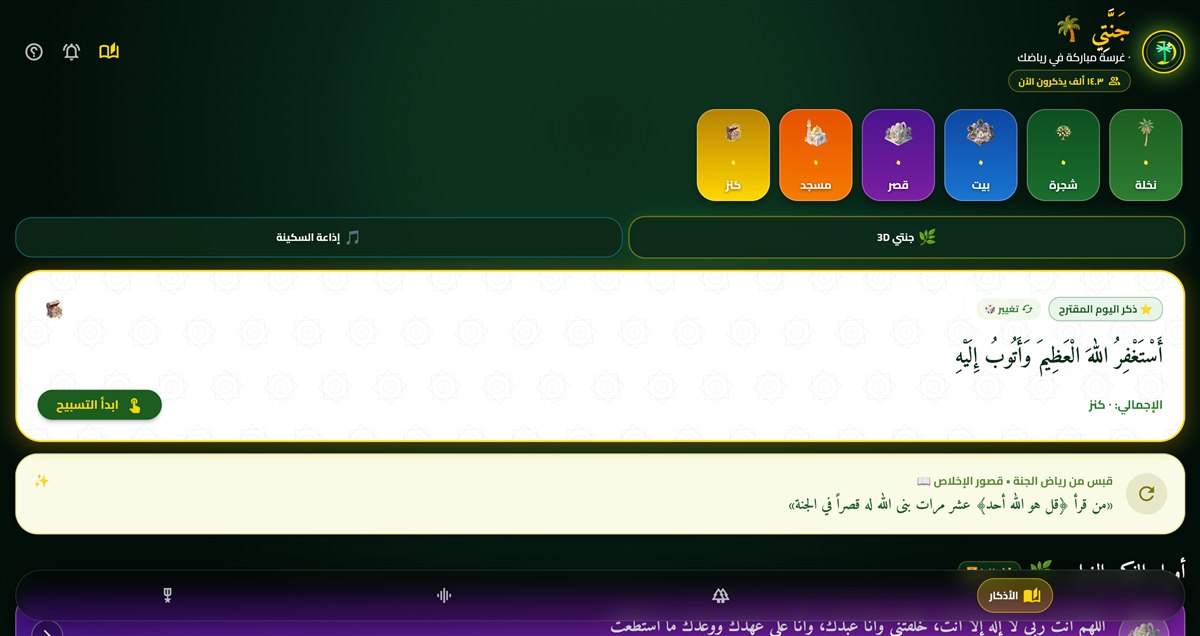 جَنَّتِي
٠ غرسة مباركة في رياضك
١٤.٣ ألف يذكرون الآن
نخلة
٠
شجرة
٠
بيت
٠
قصر
٠
مسجد
٠
كنز
٠
جنتي 3D
إذاعة السكينة
ذكر اليوم المقترح
تغيير
أَسْتَغْفِرُ اللهَ الْعَظِيمَ وَأَتُوبُ إِلَيْهِ
الإجمالي: ٠ كنز
ابدأ التسبيح
قبس من رياض الجنة • قصور الإخلاص
«من قرأ ﴿قل هو الله أحد﴾ عشر مرات بنى الله له قصراً في الجنة»
الأذكار
اللهم أنت ربي لا إله إلا أنت، خلقتني وأنا عبدك، وأنا على عهدك ووعدك ما استطعت